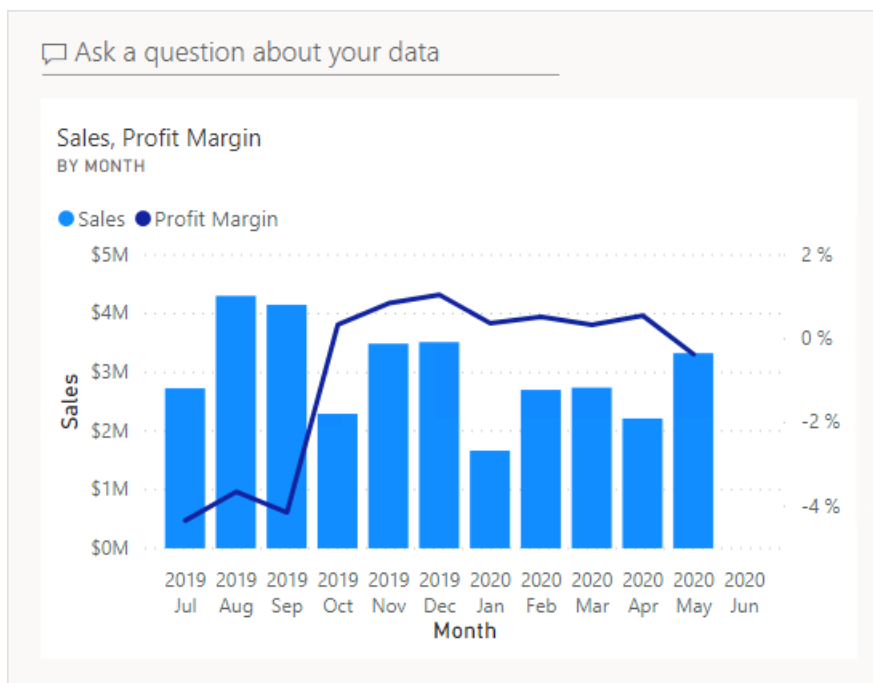 Ask a question about your data
Sales, Profit Margin
BY MONTH
Sales Profit Margin
$5M 2 %
$4M
0 %
$3M
Sales
$2M -2 %
$1M
-4 %
$0M
2019 2019 2019 2019 2019 2019 2020 2020 2020 2020 2020 2020
Jul Aug Sep Oct Nov Dec Jan Feb Mar Apr May Jun
Month